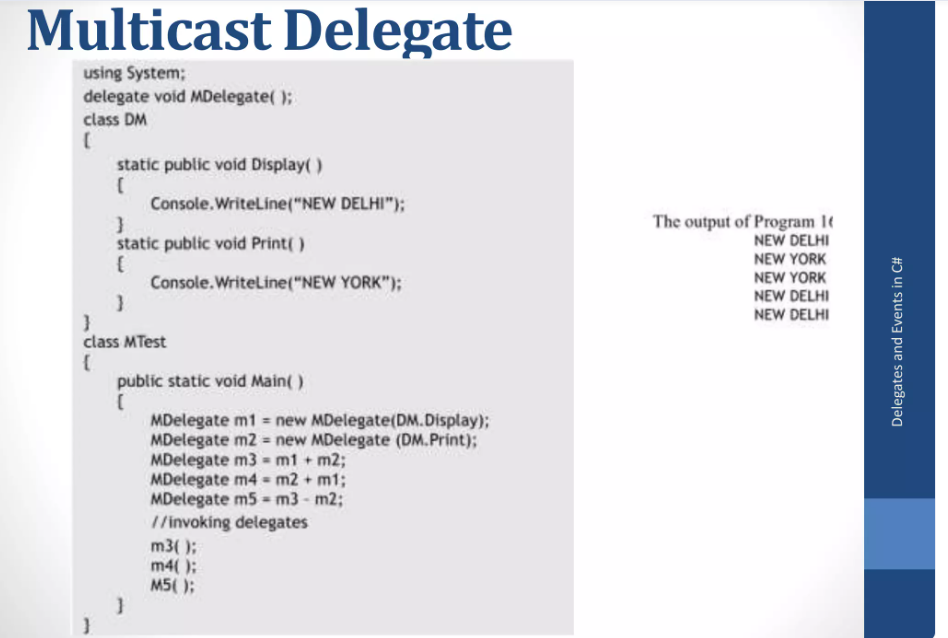 Multicast Delegate
using System;
delegate void MDelegate( );
class DM
{
static public void Display( )
{
Console.WriteLine("NEW DELHI");
}
static public void Print( )
{
Console.WriteLine("NEW YORK");
}
}
class MTest
{
public static void Main( )
{
MDelegate m1 = new MDelegate(DM.Display);
MDelegate m2 = new MDelegate (DM.Print);
MDelegate m3 = m1 + m2;
MDelegate m4 = m2 + m1;
MDelegate m5 = m3 - m2;
//invoking delegates
m3( );
m4( );
M5( );
}
}
The output of Program 16
NEW DELHI
NEW YORK
NEW YORK
NEW DELHI
NEW DELHI
Delegates and Events in C#